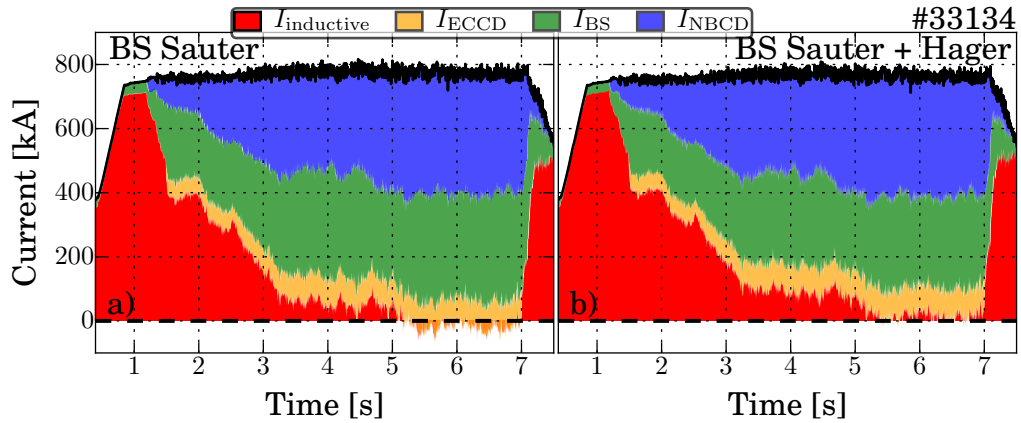 I_inductive I_ECCD I_BS I_NBCD #33134
BS Sauter BS Sauter + Hager
800
600
400
200
0
Current [kA]
a) b)
1 2 3 4 5 6 7 1 2 3 4 5 6 7
Time [s] Time [s]